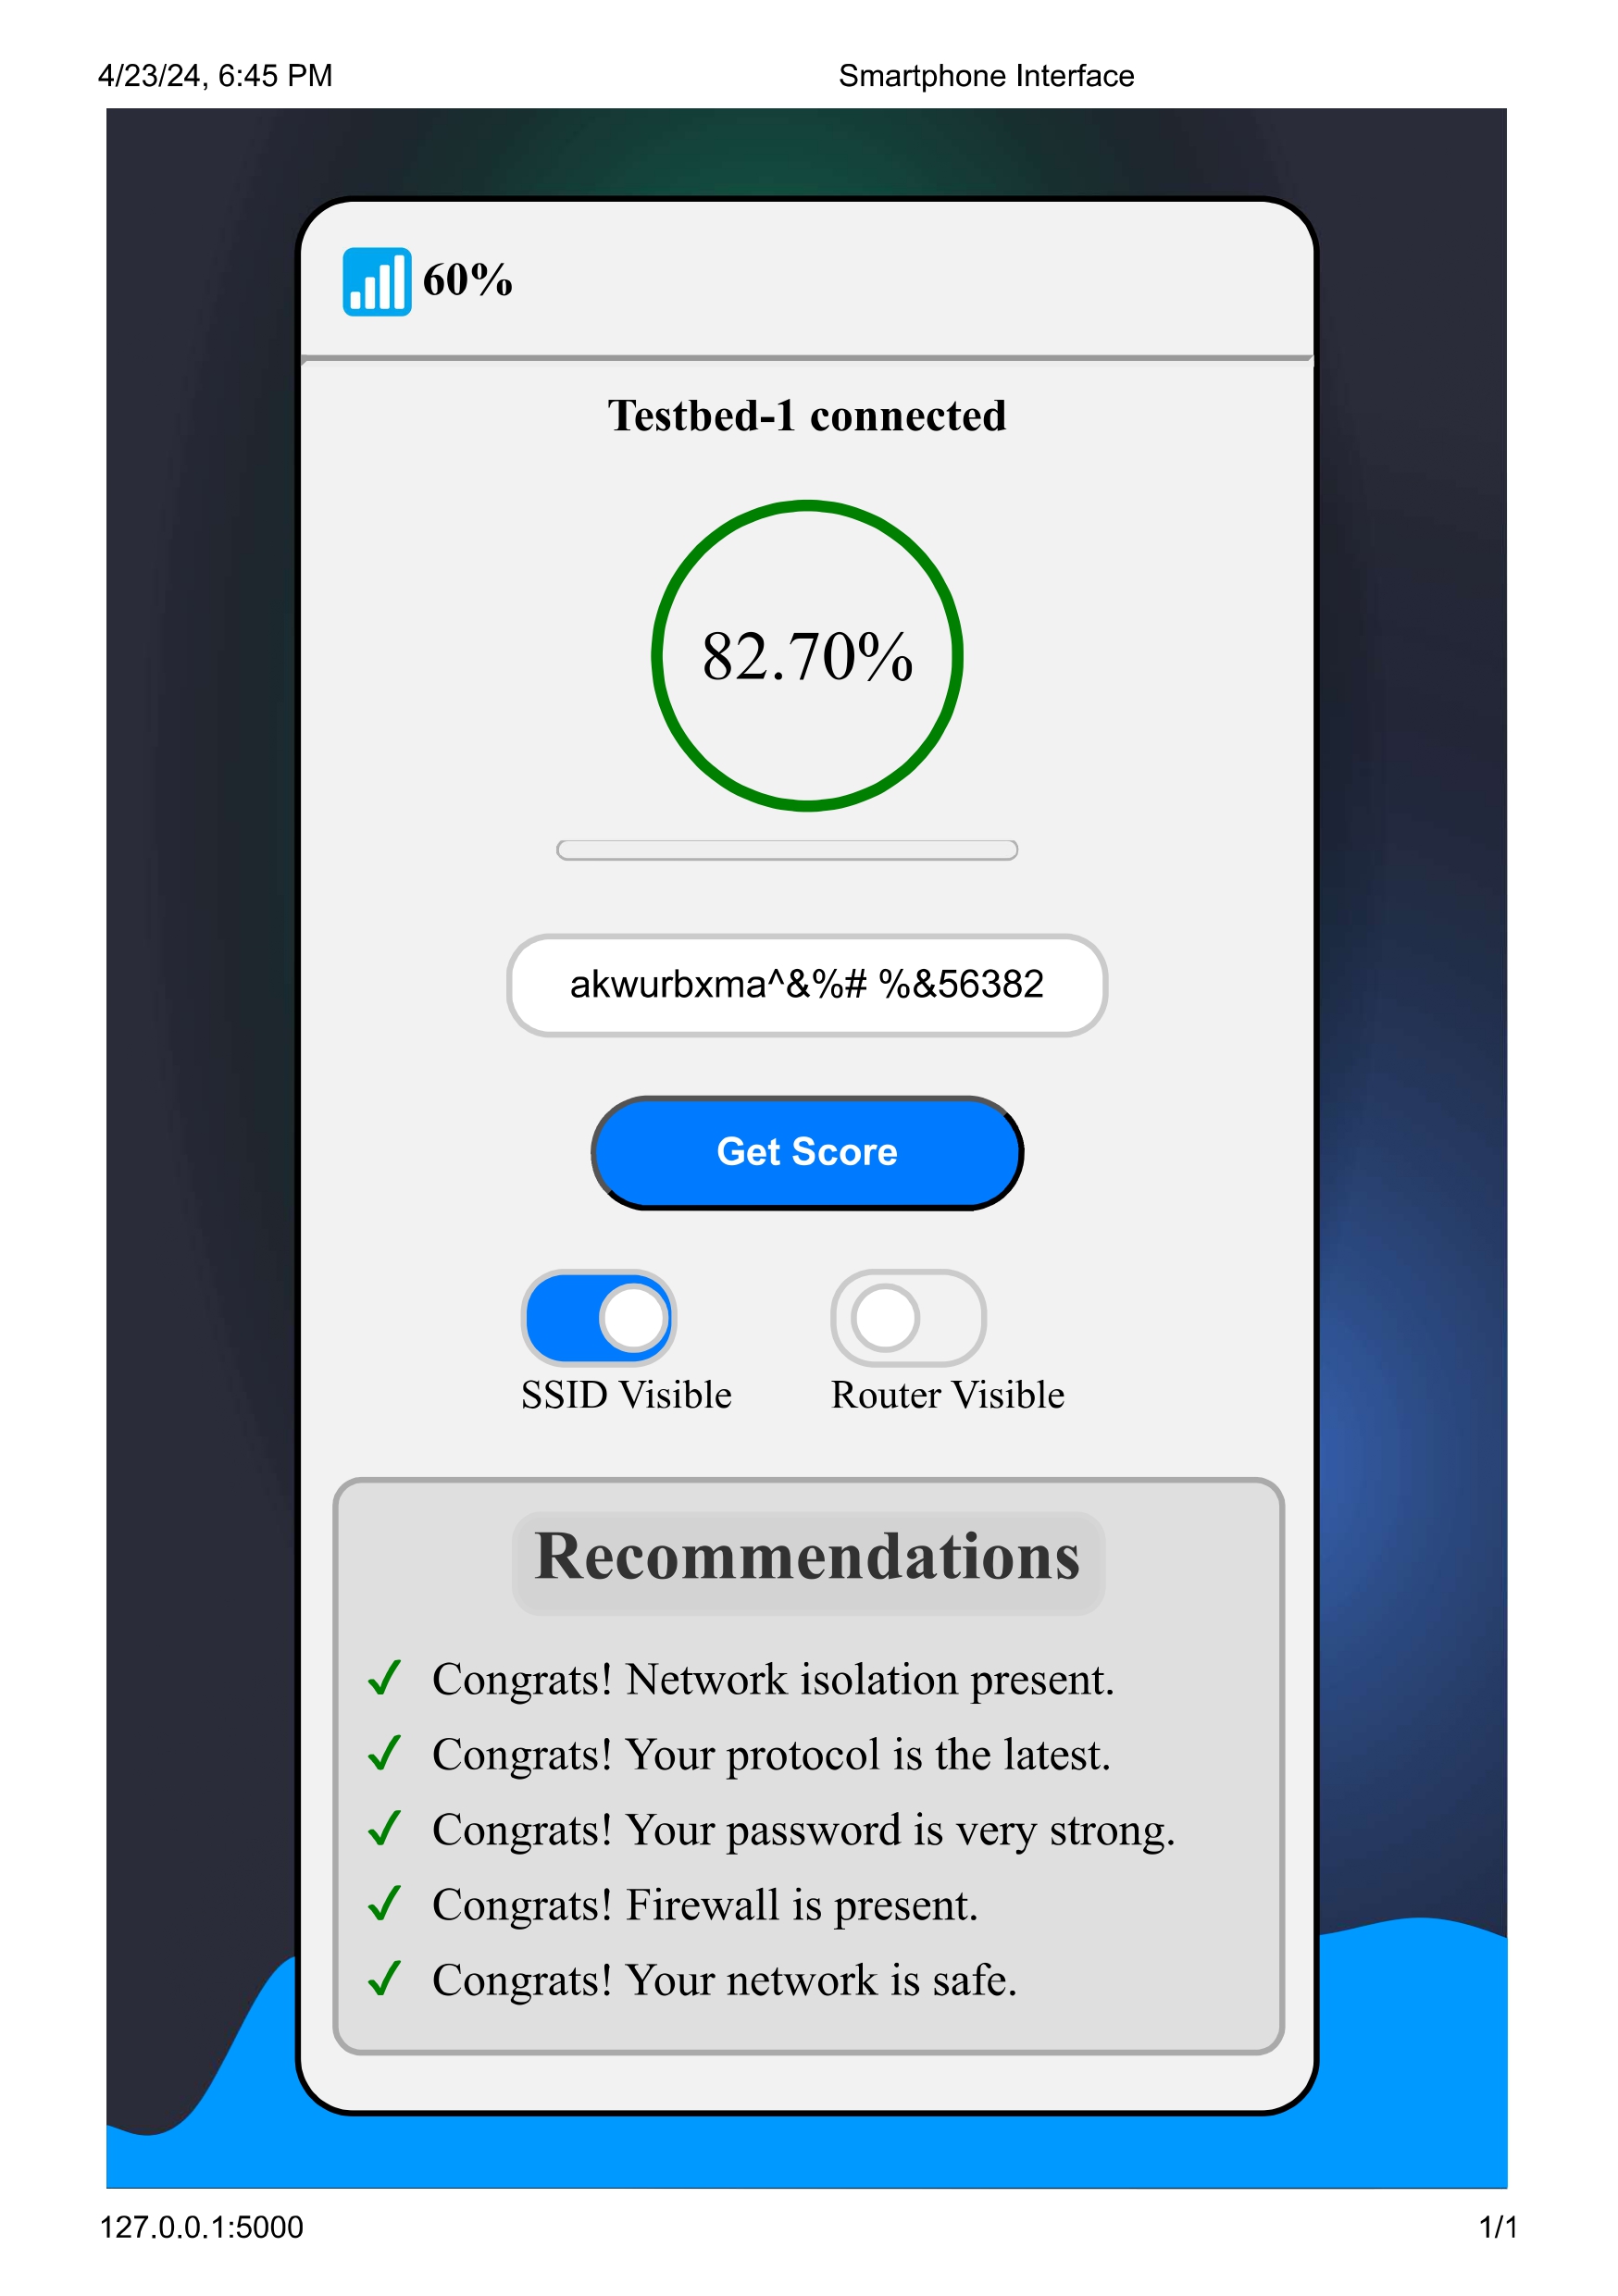 4/23/24, 6:45 PM
Smartphone Interface
60%
Testbed-1 connected
82.70%
akwurbxma^&%# %&56382
Get Score
SSID Visible
Router Visible
Recommendations
✓ Congrats! Network isolation present.
✓ Congrats! Your protocol is the latest.
✓ Congrats! Your password is very strong.
✓ Congrats! Firewall is present.
✓ Congrats! Your network is safe.
127.0.0.1:5000
1/1